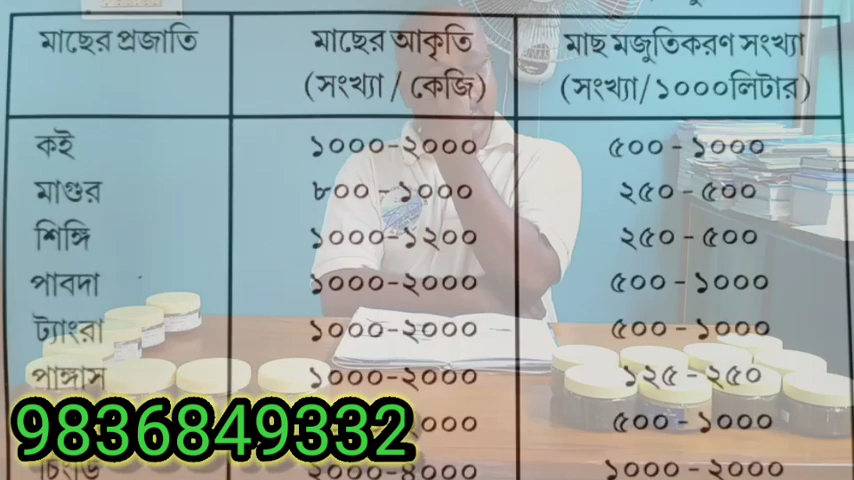 মাছের প্রজাতি মাছের আকৃতি মাছ মজুতিকরণ সংখ্যা
(সংখ্যা / কেজি) (সংখ্যা/১০০০লিটার)
কই ১০০০-২০০০ ৫০০ - ১০০০
মাগুর ৮০০ - ১০০০ ২৫০ - ৫০০
শিঙ্গি ১০০০-১২০০ ২৫০ - ৫০০
পাবদা ১০০০-২০০০ ৫০০ - ১০০০
ট্যাংরা ১০০০-২০০০ ৫০০ - ১০০০
পাঙ্গাস ১০০০-২০০০ ১২৫ - ২৫০
9836849332 ৫০০ - ১০০০
চিংড়ি ২০০০-৪০০০ ১০০০ - ২০০০